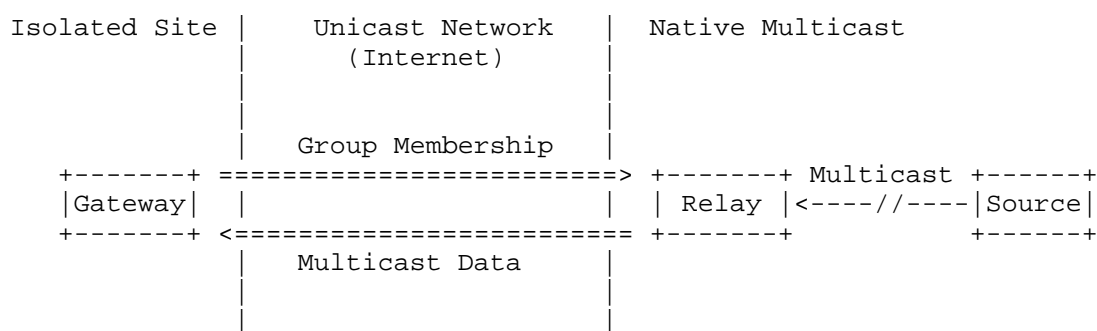 Isolated Site | Unicast Network | Native Multicast
| (Internet) |
| |
| |
| Group Membership |
+-------+ =========================> +-------+ Multicast +------+
|Gateway| | | | Relay |<----//----|Source|
+-------+ <========================= +-------+ +------+
| Multicast Data |
| |
| |